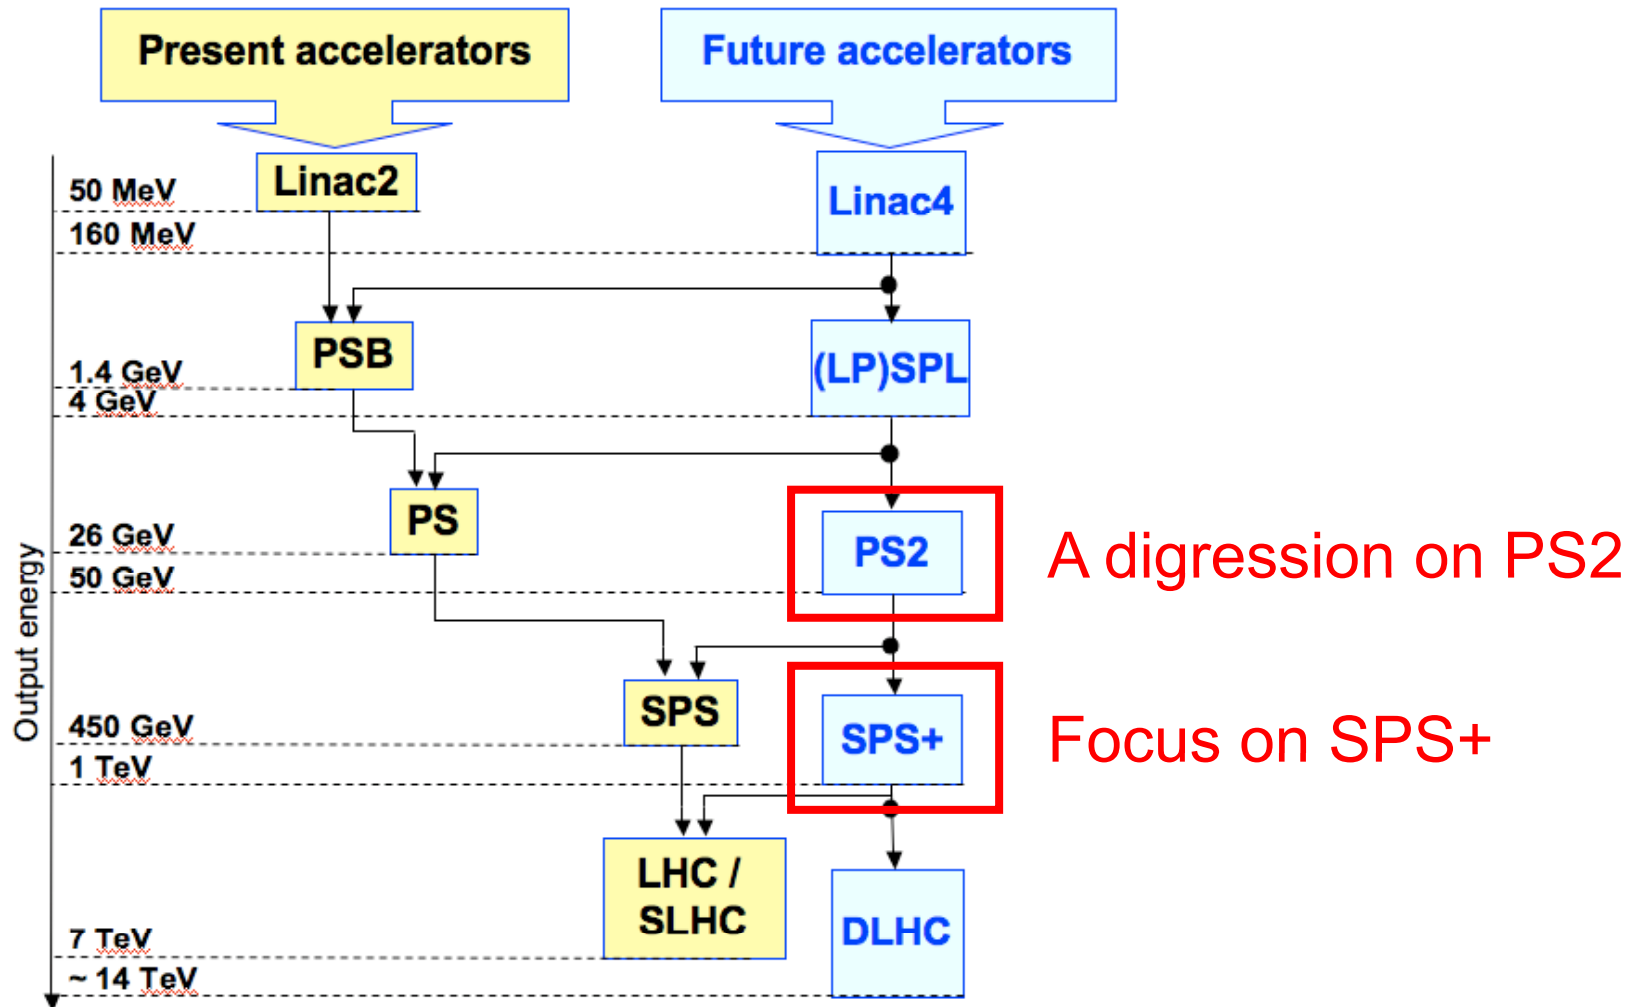 Present accelerators
Future accelerators
Linac2
50 MeV
Linac4
160 MeV
PSB
(LP)SPL
1.4 GeV
4 GeV
PS
26 GeV
PS2
A digression on PS2
50 GeV
Output energy
SPS
450 GeV
SPS+
Focus on SPS+
1 TeV
LHC /
SLHC
DLHC
7 TeV
~ 14 TeV